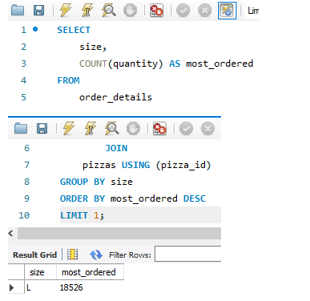 Lim
1 SELECT
2 size,
3 COUNT(quantity) AS most_ordered
4 FROM
5 order_details
6 JOIN
7 pizzas USING (pizza_id)
8 GROUP BY size
9 ORDER BY most_ordered DESC
10 LIMIT 1;
Result Grid Filter Rows:
size most_ordered
L 18526